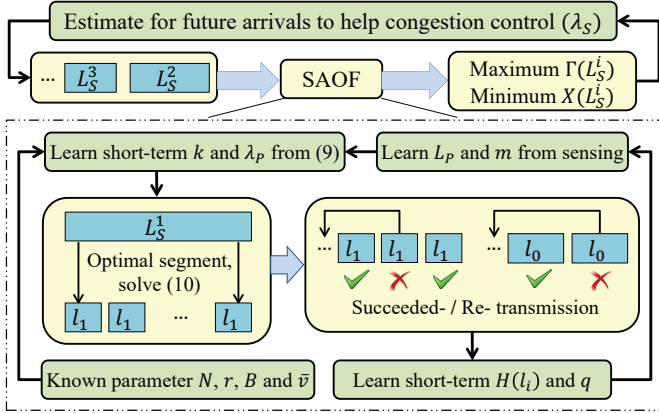 Estimate for future arrivals to help congestion control (λ_S)
... L_S^3 L_S^2
SAOF
Maximum Γ(L_S^i)
Minimum X(L_S^i)
Learn short-term k and λ_P from (9)
Learn L_P and m from sensing
L_S^1
Optimal segment,
solve (10)
l_1 l_1 ... l_1
... l_1 l_1 l_1 ... l_0 l_0
Succeeded- / Re- transmission
Known parameter N, r, B and v̄
Learn short-term H(l_i) and q